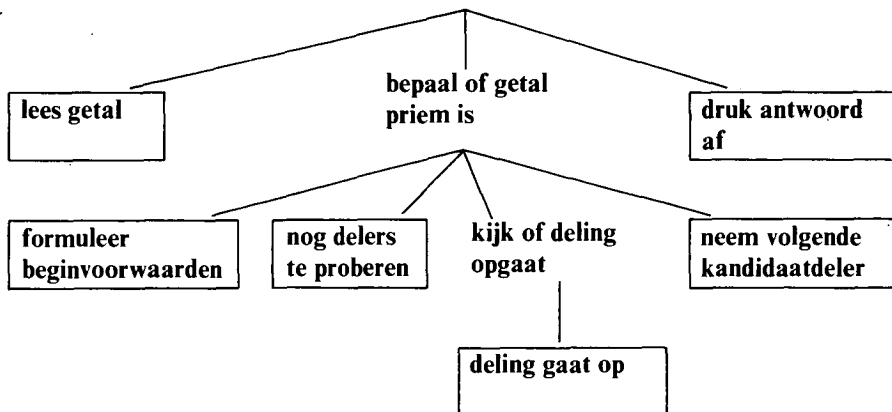 lees getal
bepaal of getal
priem is
druk antwoord
af
formuleer
beginvoorwaarden
nog delers
te proberen
kijk of deling
opgaat
neem volgende
kandidaatdeler
deling gaat op